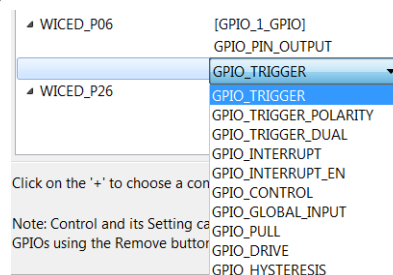 WICED_P06 [GPIO_1_GPIO]
GPIO_PIN_OUTPUT
GPIO_TRIGGER
WICED_P26
GPIO_TRIGGER
GPIO_TRIGGER_POLARITY
GPIO_TRIGGER_DUAL
GPIO_INTERRUPT
GPIO_INTERRUPT_EN
GPIO_CONTROL
GPIO_GLOBAL_INPUT
GPIO_PULL
GPIO_DRIVE
GPIO_HYSTERESIS
Click on the '+' to choose a con
Note: Control and its Setting ca
GPIOs using the Remove button